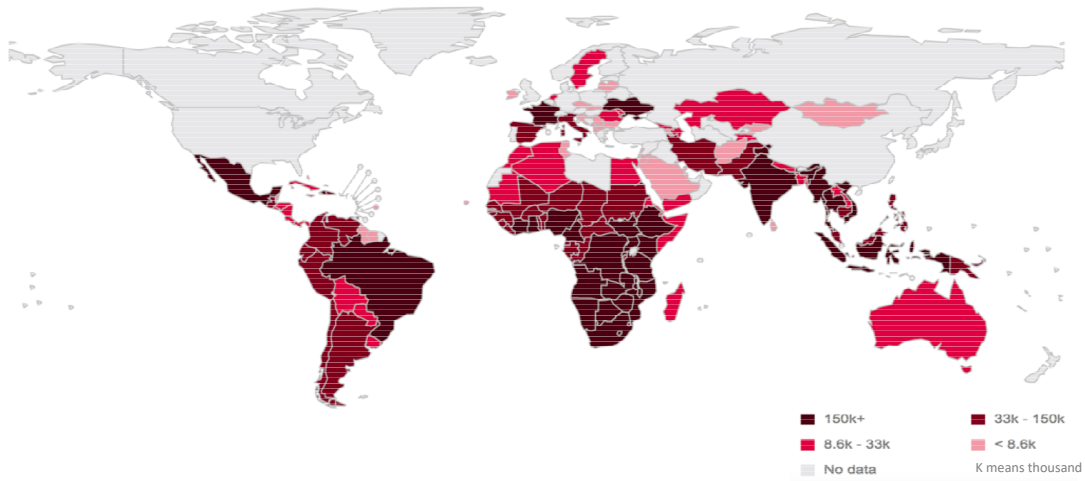 150k+
33k - 150k
8.6k - 33k
< 8.6k
No data
K means thousand